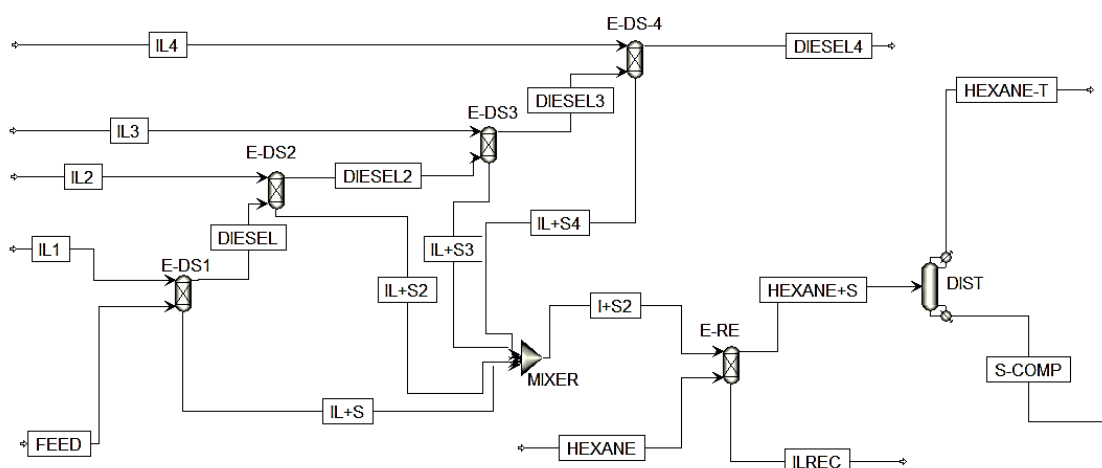 E-DS-4
IL4
DIESEL4
HEXANE-T
DIESEL3
E-DS3
IL3
E-DS2
IL2
DIESEL2
IL+S3
IL+S4
DIESEL
IL1
E-DS1
IL+S2
I+S2
HEXANE+S
DIST
E-RE
MIXER
S-COMP
IL+S
FEED
HEXANE
ILREC